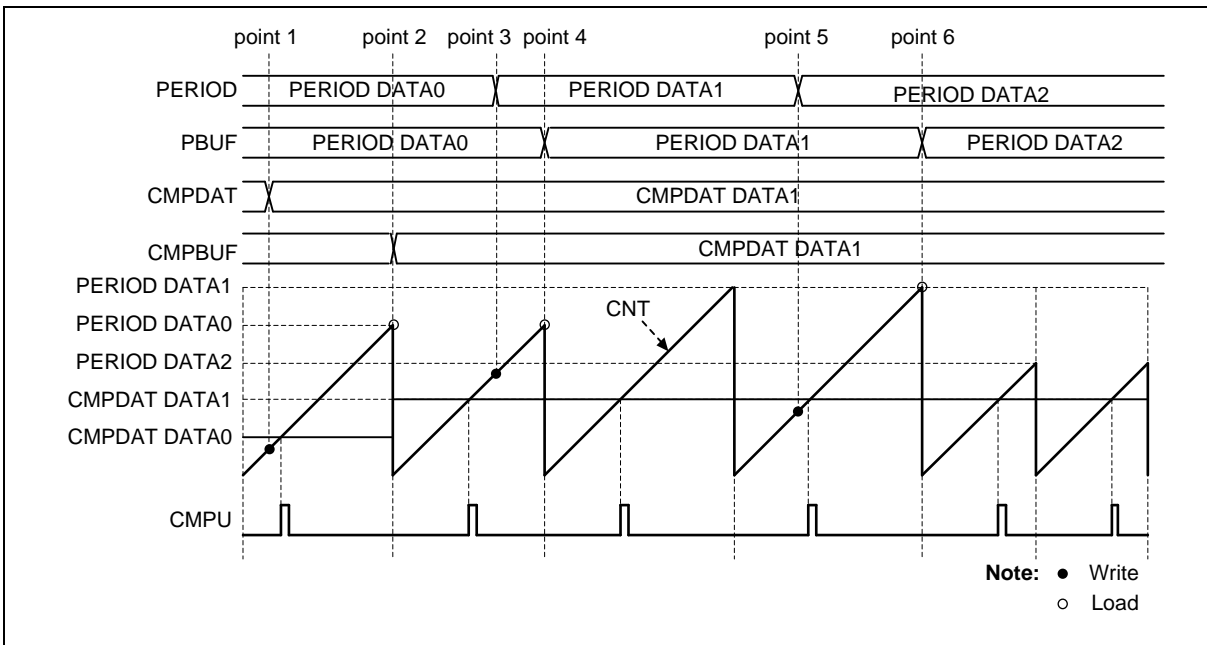 point 1 point 2 point 3 point 4 point 5 point 6
PERIOD PERIOD DATA0 PERIOD DATA1 PERIOD DATA2
PBUF PERIOD DATA0 PERIOD DATA1 PERIOD DATA2
CMPDAT CMPDAT DATA1
CMPBUF CMPDAT DATA1
PERIOD DATA1
CNT
PERIOD DATA0
PERIOD DATA2
CMPDAT DATA1
CMPDAT DATA0
CMPU
Note: ● Write
○ Load